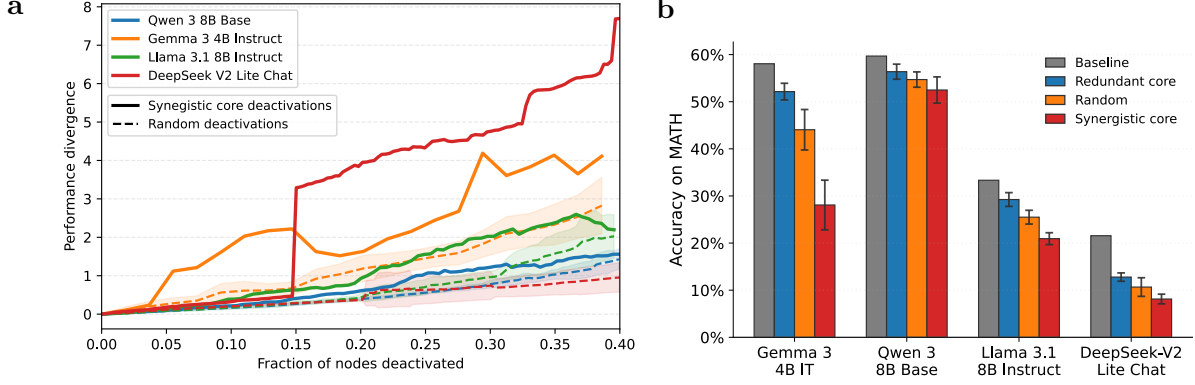 a
Performance divergence
8
7
6
5
4
3
2
1
0
Qwen 3 8B Base
Gemma 3 4B Instruct
Llama 3.1 8B Instruct
DeepSeek V2 Lite Chat
Synegistic core deactivations
Random deactivations
0.00 0.05 0.10 0.15 0.20 0.25 0.30 0.35 0.40
Fraction of nodes deactivated
b
Accuracy on MATH
60%
50%
40%
30%
20%
10%
0%
Baseline
Redundant core
Random
Synergistic core
Gemma 3
4B IT
Qwen 3
8B Base
Llama 3.1
8B Instruct
DeepSeek-V2
Lite Chat